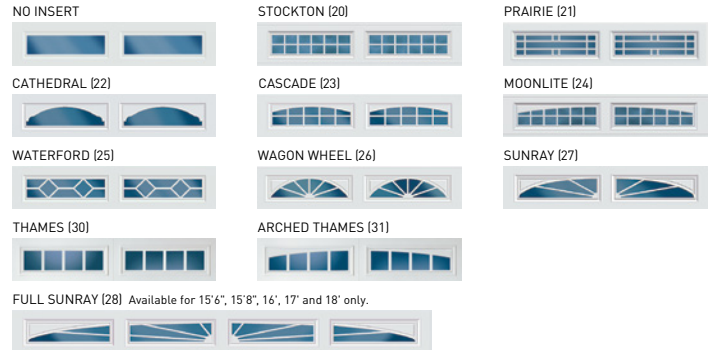 NO INSERT
STOCKTON (20)
PRAIRIE (21)
CATHEDRAL (22)
CASCADE (23)
MOONLITE (24)
WATERFORD (25)
WAGON WHEEL (26)
SUNRAY (27)
THAMES (30)
ARCHED THAMES (31)
FULL SUNRAY (28) Available for 15'6", 15'8", 16', 17' and 18' only.